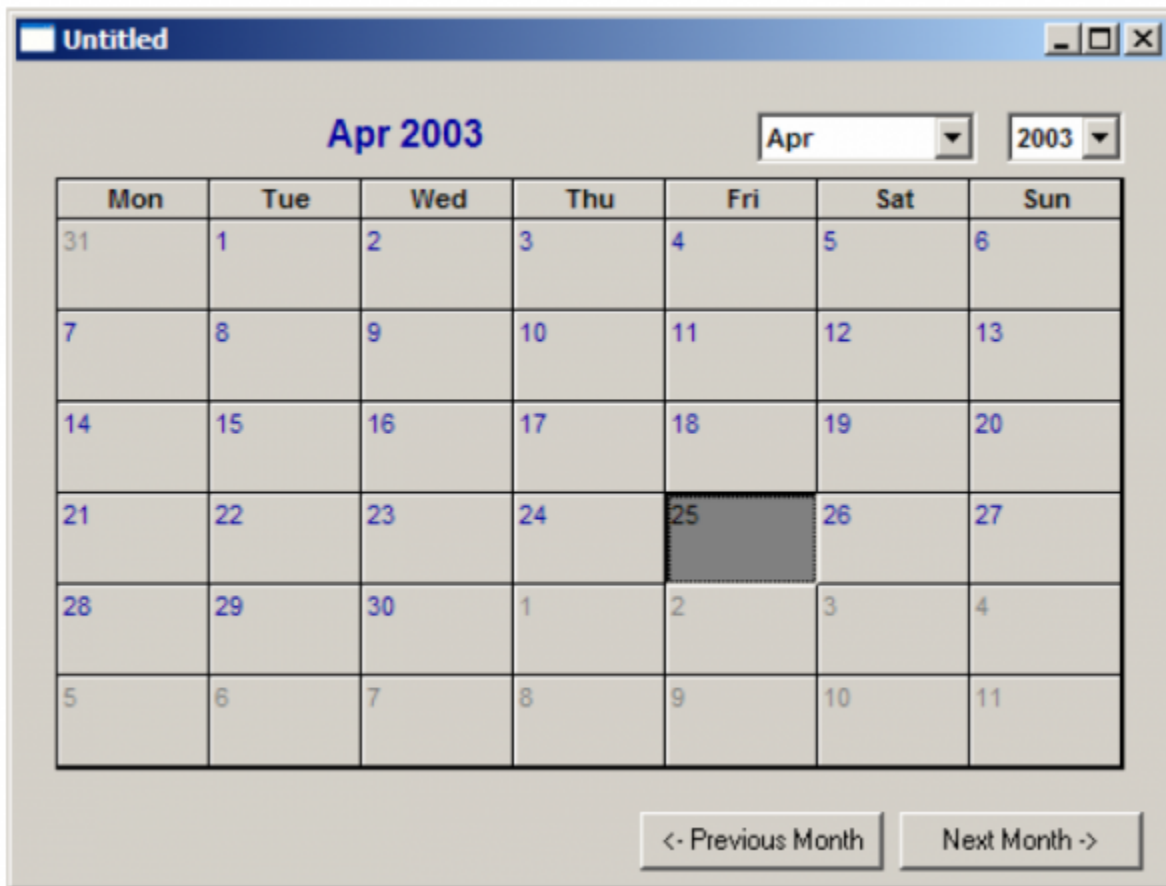 Untitled
Apr 2003 Apr 2003
Mon Tue Wed Thu Fri Sat Sun
31 1 2 3 4 5 6
7 8 9 10 11 12 13
14 15 16 17 18 19 20
21 22 23 24 25 26 27
28 29 30 1 2 3 4
5 6 7 8 9 10 11
<- Previous Month Next Month ->